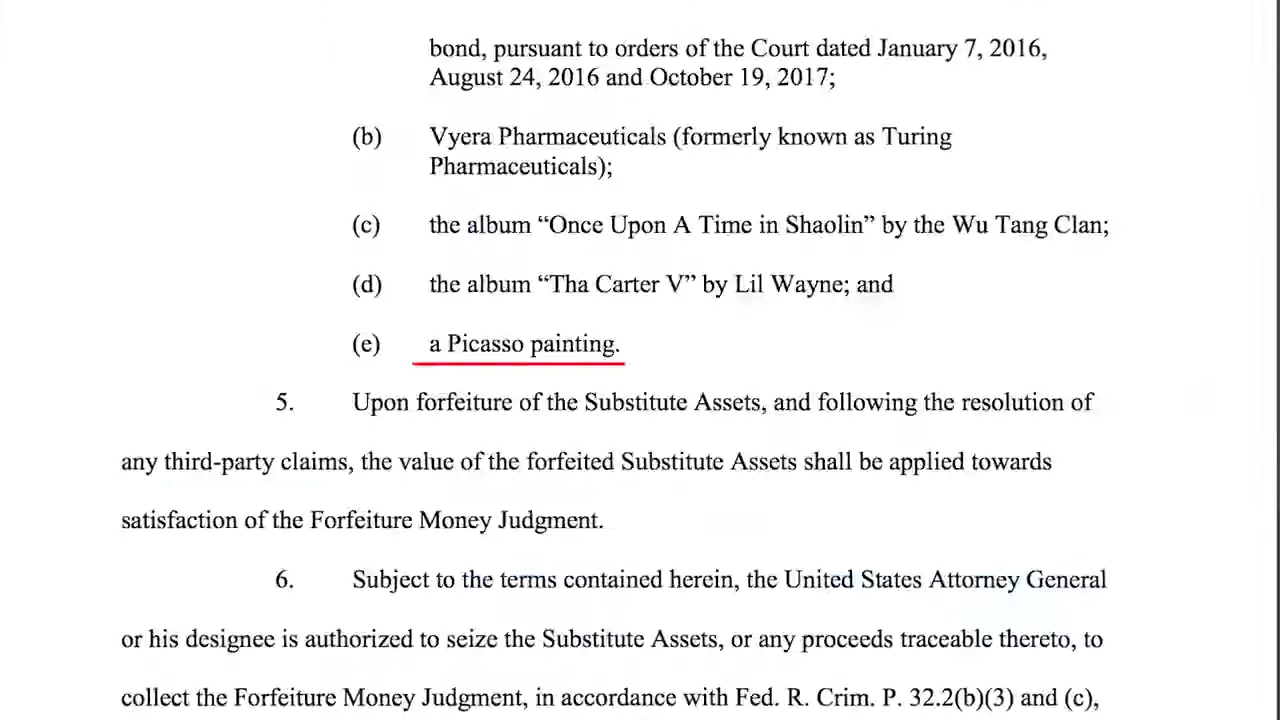 bond, pursuant to orders of the Court dated January 7, 2016,
August 24, 2016 and October 19, 2017;
(b) Vyera Pharmaceuticals (formerly known as Turing
Pharmaceuticals);
(c) the album “Once Upon A Time in Shaolin” by the Wu Tang Clan;
(d) the album “Tha Carter V” by Lil Wayne; and
(e) a Picasso painting.
5. Upon forfeiture of the Substitute Assets, and following the resolution of
any third-party claims, the value of the forfeited Substitute Assets shall be applied towards
satisfaction of the Forfeiture Money Judgment.
6. Subject to the terms contained herein, the United States Attorney General
or his designee is authorized to seize the Substitute Assets, or any proceeds traceable thereto, to
collect the Forfeiture Money Judgment, in accordance with Fed. R. Crim. P. 32.2(b)(3) and (c),